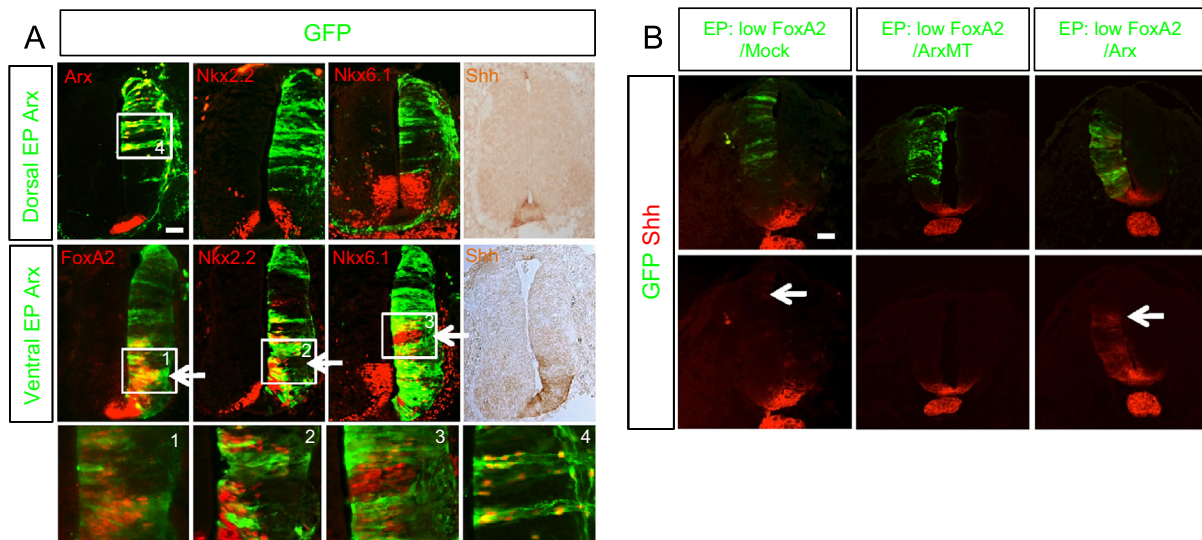 A
GFP
Dorsal EP Arx
Arx
Nkx2.2
Nkx6.1
Shh
4
Ventral EP Arx
FoxA2
Nkx2.2
Nkx6.1
Shh
1
2
3
1
2
3
4
B
EP: low FoxA2
/Mock
EP: low FoxA2
/ArxMT
EP: low FoxA2
/Arx
GFP Shh